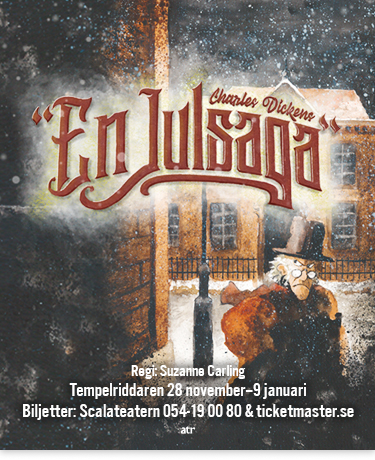 Charles Dickens
"En Julsaga"
Regi: Suzanne Carling
Tempelriddaren 28 november–9 januari
Biljetter: Scalateatern 054-19 00 80 & ticketmaster.se
atr